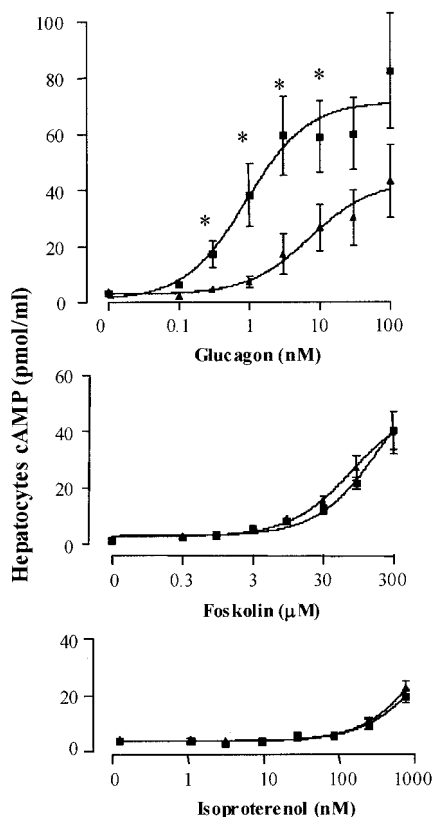 Hepatocytes cAMP (pmol/ml)
100
80
60
40
20
0
* * * *
0 0.1 1 10 100
Glucagon (nM)
60
40
20
0
0 0.3 3 30 300
Foskolin (μM)
40
20
0
0 1 10 100 1000
Isoproterenol (nM)